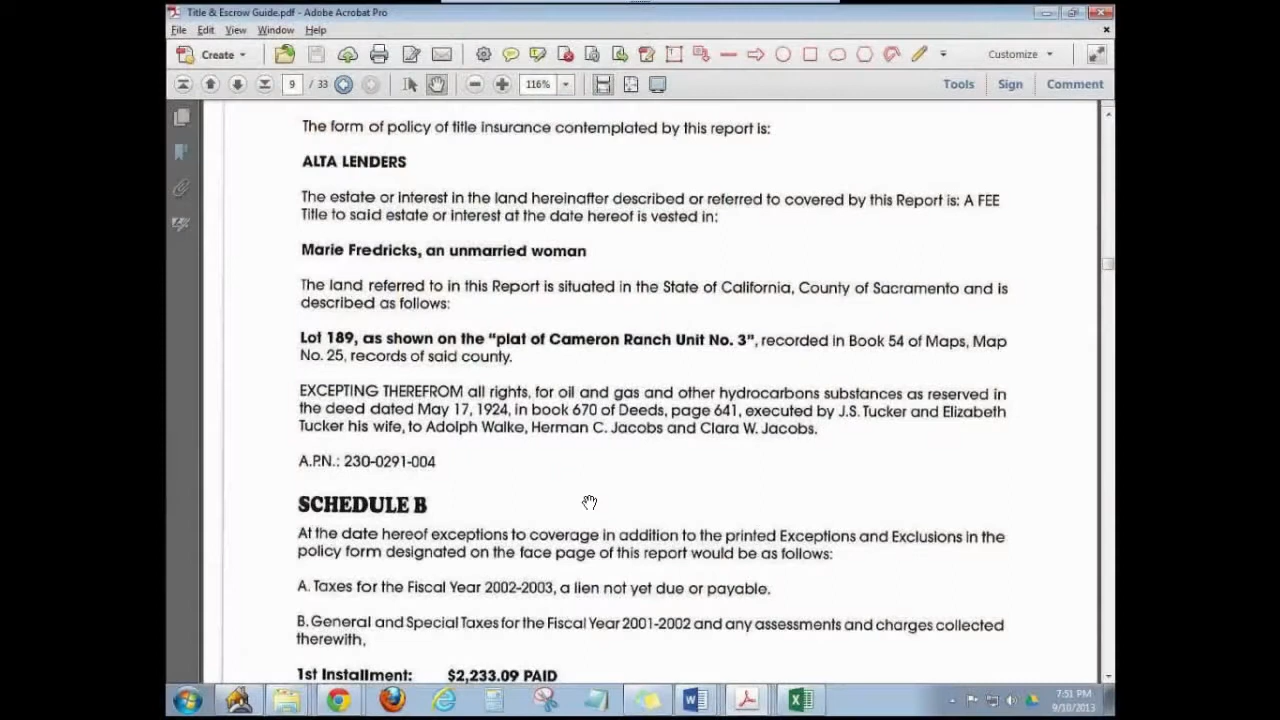 Title & Escrow Guide.pdf - Adobe Acrobat Pro
File Edit View Window Help
Create
Customize
9 / 33
116%
Tools Sign Comment
The form of policy of title insurance contemplated by this report is:
ALTA LENDERS
The estate or interest in the land hereinafter described or referred to covered by this Report is: A FEE
Title to said estate or interest at the date hereof is vested in:
Marie Fredricks, an unmarried woman
The land referred to in this Report is situated in the State of California, County of Sacramento and is
described as follows:
Lot 189, as shown on the "plat of Cameron Ranch Unit No. 3", recorded in Book 54 of Maps, Map
No. 25, records of said county.
EXCEPTING THEREFROM all rights, for oil and gas and other hydrocarbons substances as reserved in
the deed dated May 17, 1924, in book 670 of Deeds, page 641, executed by J.S. Tucker and Elizabeth
Tucker his wife, to Adolph Walke, Herman C. Jacobs and Clara W. Jacobs.
A.P.N.: 230-0291-004
SCHEDULE B
At the date hereof exceptions to coverage in addition to the printed Exceptions and Exclusions in the
policy form designated on the face page of this report would be as follows:
A. Taxes for the Fiscal Year 2002-2003, a lien not yet due or payable.
B. General and Special Taxes for the Fiscal Year 2001-2002 and any assessments and charges collected
therewith,
1st Installment: $2,233.09 PAID
7:51 PM
9/10/2013